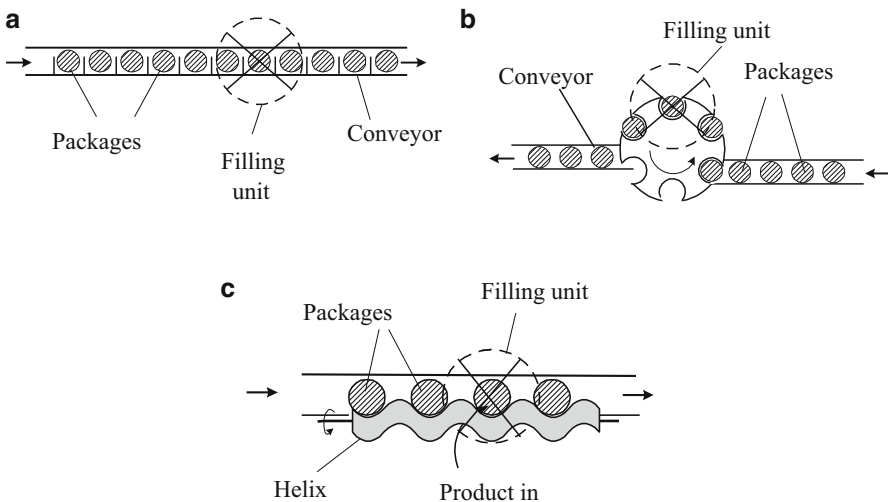 a
Packages
Filling
unit
Conveyor
b
Filling unit
Conveyor
Packages
c
Filling unit
Packages
Helix
Product in